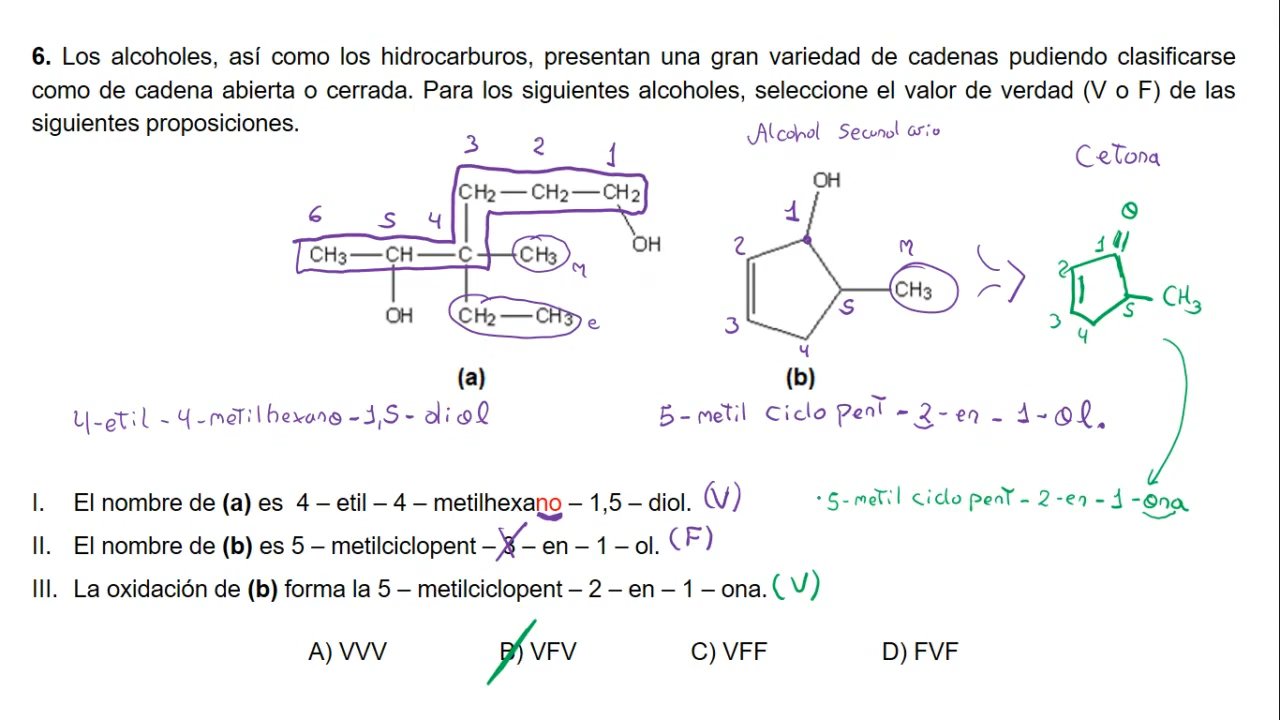 6. Los alcoholes, así como los hidrocarburos, presentan una gran variedad de cadenas pudiendo clasificarse
como de cadena abierta o cerrada. Para los siguientes alcoholes, seleccione el valor de verdad (V o F) de las
siguientes proposiciones.
Alcohol Secundario
Cetona
3 2 1
CH2 — CH2 — CH2
OH
6 5 4
CH3 — CH — C — CH3 M
OH
CH2 — CH3 e
(a)
OH
1
2
M
CH3
5
3
4
(b)
O
1
2
CH3
3
4
5
4-etil - 4-metilhexano - 1,5 - diol
5-metil ciclo pent - 2-en - 1-ol.
I. El nombre de (a) es 4 – etil – 4 – metilhexano – 1,5 – diol. (V)
· 5-metil ciclo pent - 2-en - 1-ona
II. El nombre de (b) es 5 – metilciclopent – 3 – en – 1 – ol. (F)
III. La oxidación de (b) forma la 5 – metilciclopent – 2 – en – 1 – ona. (V)
A) VVV B) VFV C) VFF D) FVF